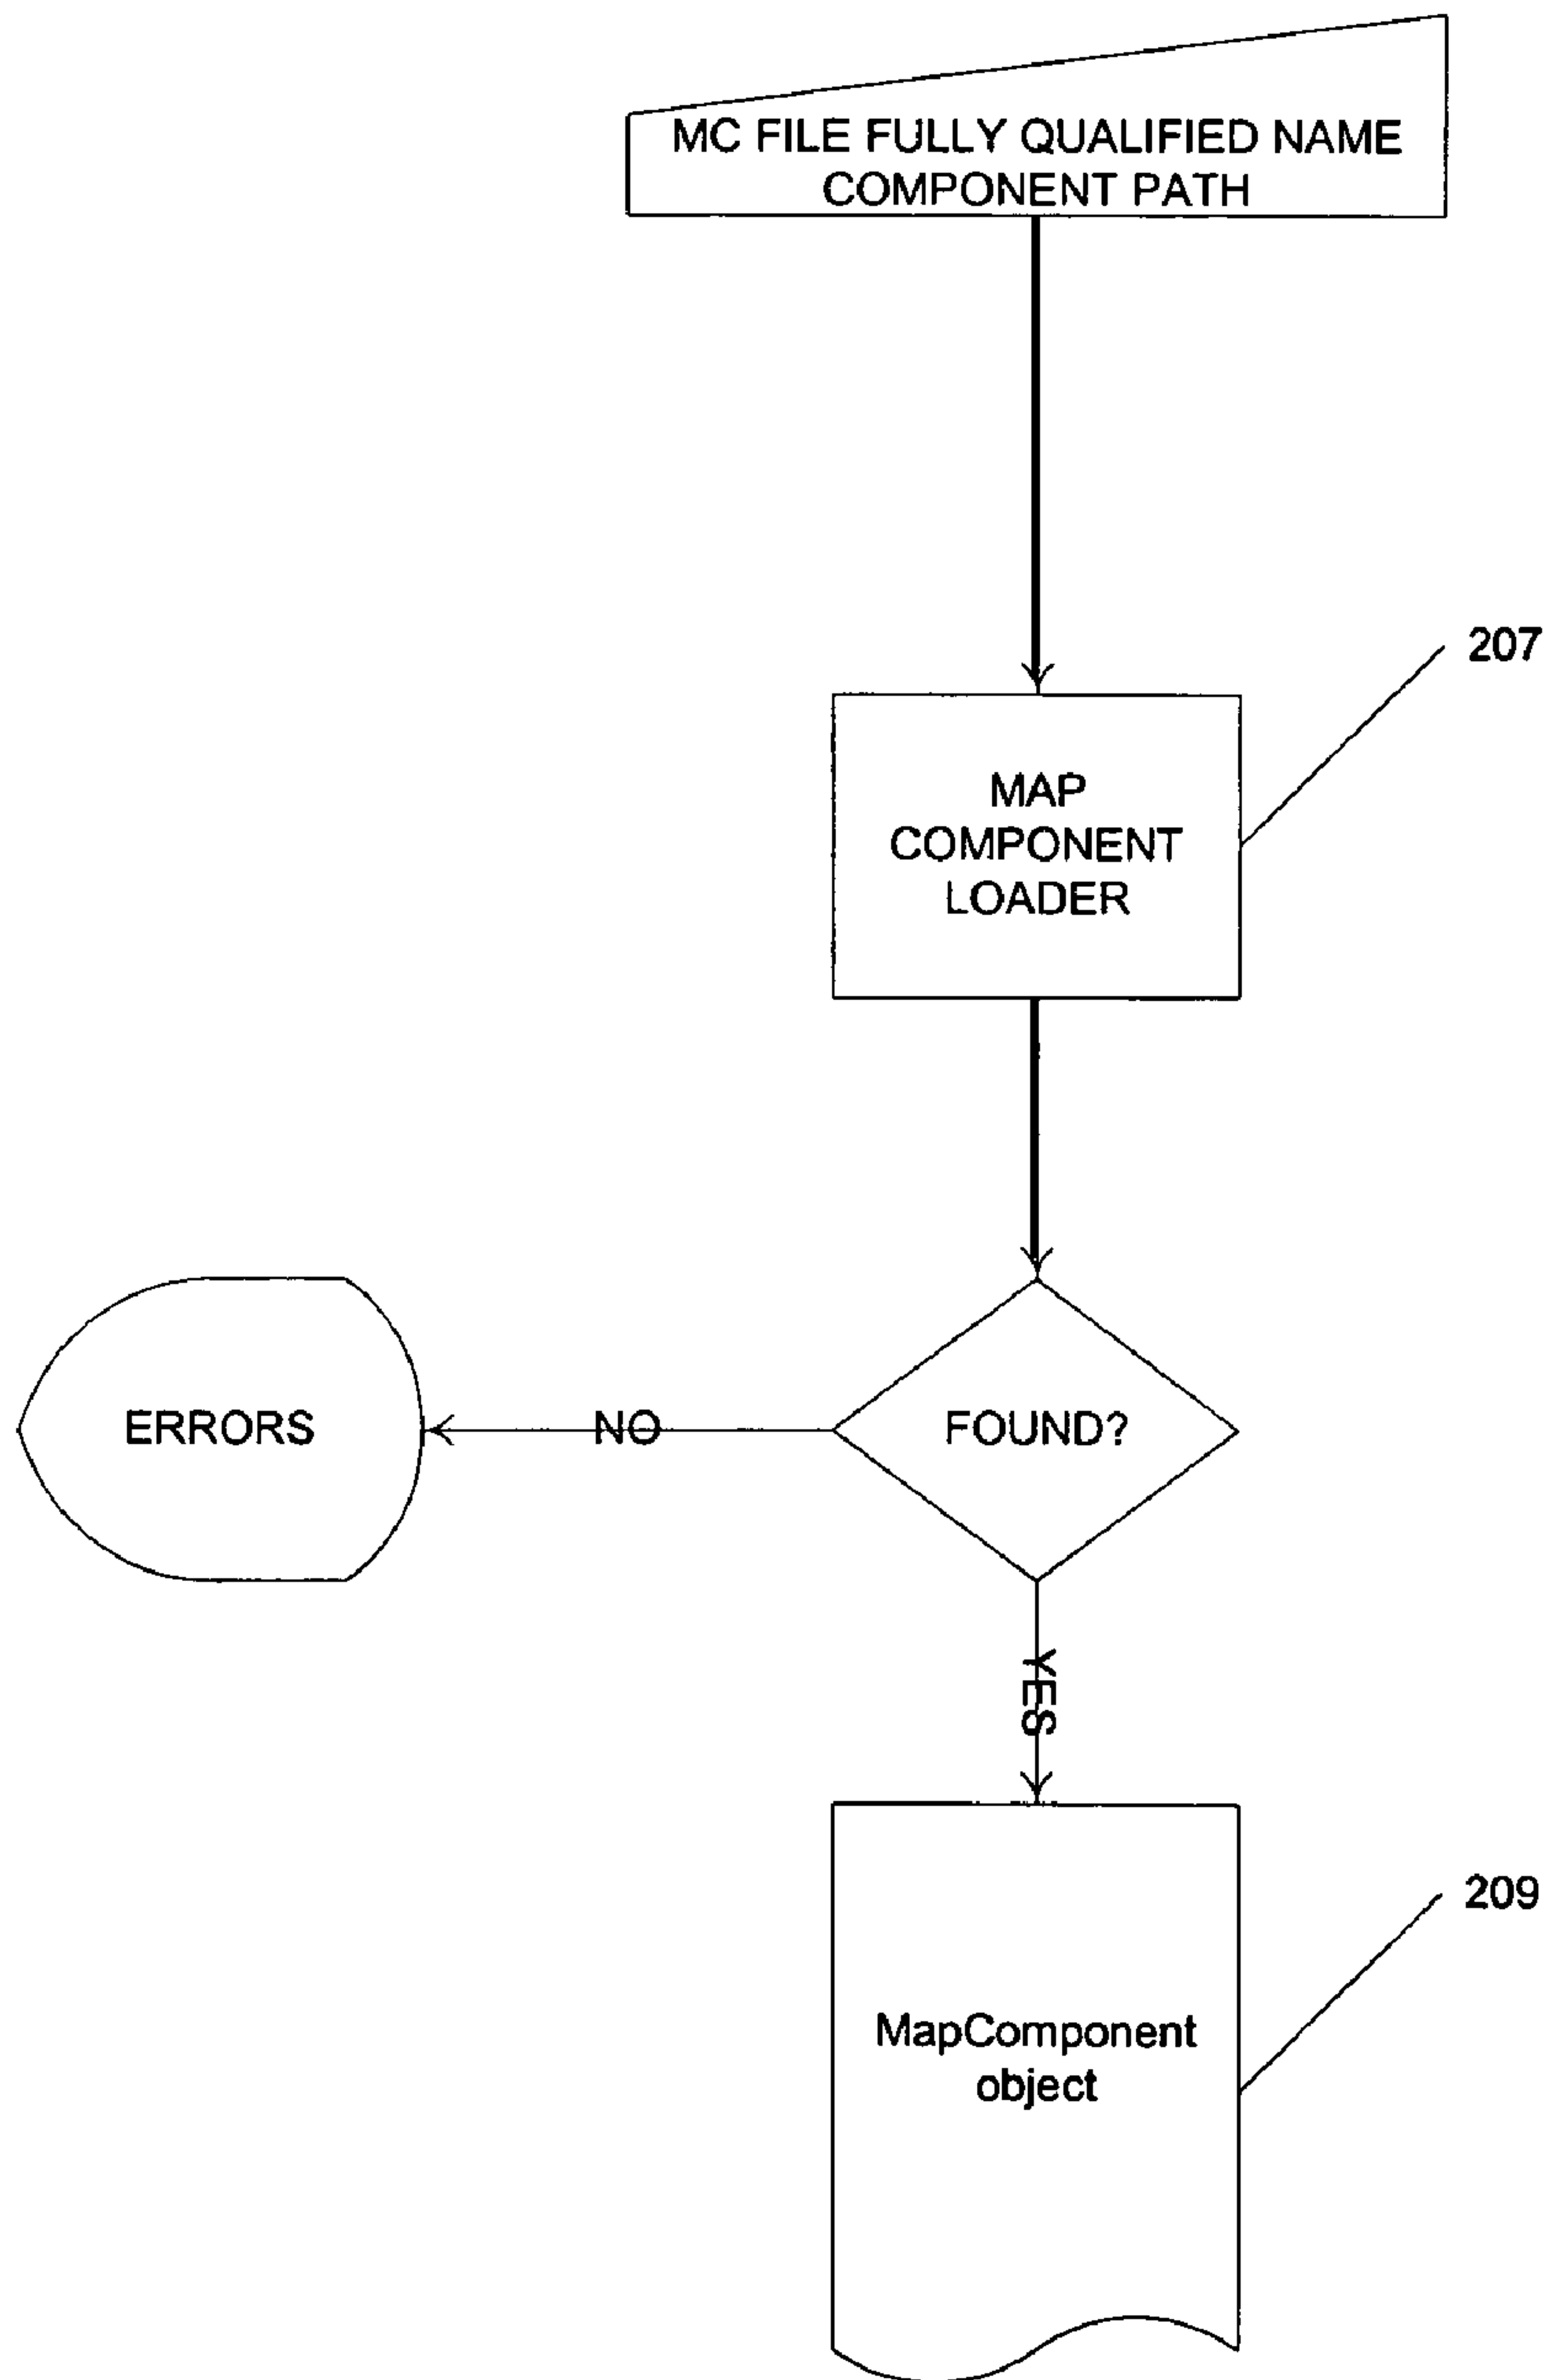 MC FILE FULLY QUALIFIED NAME
COMPONENT PATH
207
MAP
COMPONENT
LOADER
ERRORS
NO
FOUND?
YES
209
MapComponent
object